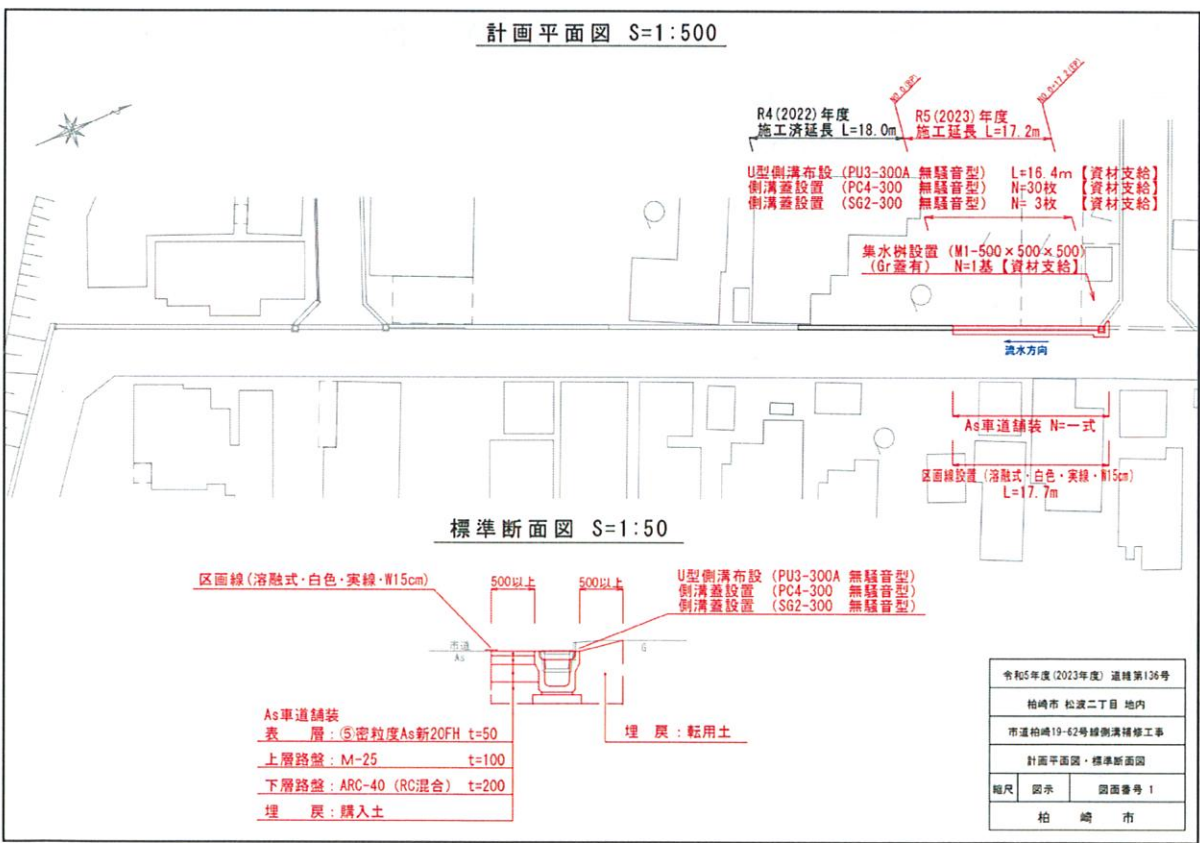 計画平面図 S=1:500
NO.0(BP)
NO.0+17.2(EP)
R4(2022)年度
施工済延長 L=18.0m
R5(2023)年度
施工延長 L=17.2m
U型側溝布設 (PU3-300A 無騒音型) L=16.4m【資材支給】
側溝蓋設置 (PC4-300 無騒音型) N=30枚【資材支給】
側溝蓋設置 (SG2-300 無騒音型) N= 3枚【資材支給】
集水桝設置 (M1-500×500×500)
(Gr蓋有) N=1基【資材支給】
流水方向
As車道舗装 N=一式
区画線設置 (溶融式・白色・実線・W15cm)
L=17.7m
標準断面図 S=1:50
区画線(溶融式・白色・実線・W15cm)
500以上
500以上
U型側溝布設 (PU3-300A 無騒音型)
側溝蓋設置 (PC4-300 無騒音型)
側溝蓋設置 (SG2-300 無騒音型)
市道
As
G
As車道舗装
表 層:⑤密粒度As新20FH t=50
上層路盤:M-25 t=100
下層路盤:ARC-40 (RC混合) t=200
埋 戻:購入土
埋 戻:転用土
令和5年度(2023年度) 道維第136号
柏崎市 松波二丁目 地内
市道柏崎19-62号線側溝補修工事
計画平面図・標準断面図
縮尺 図示 図面番号 1
柏 崎 市